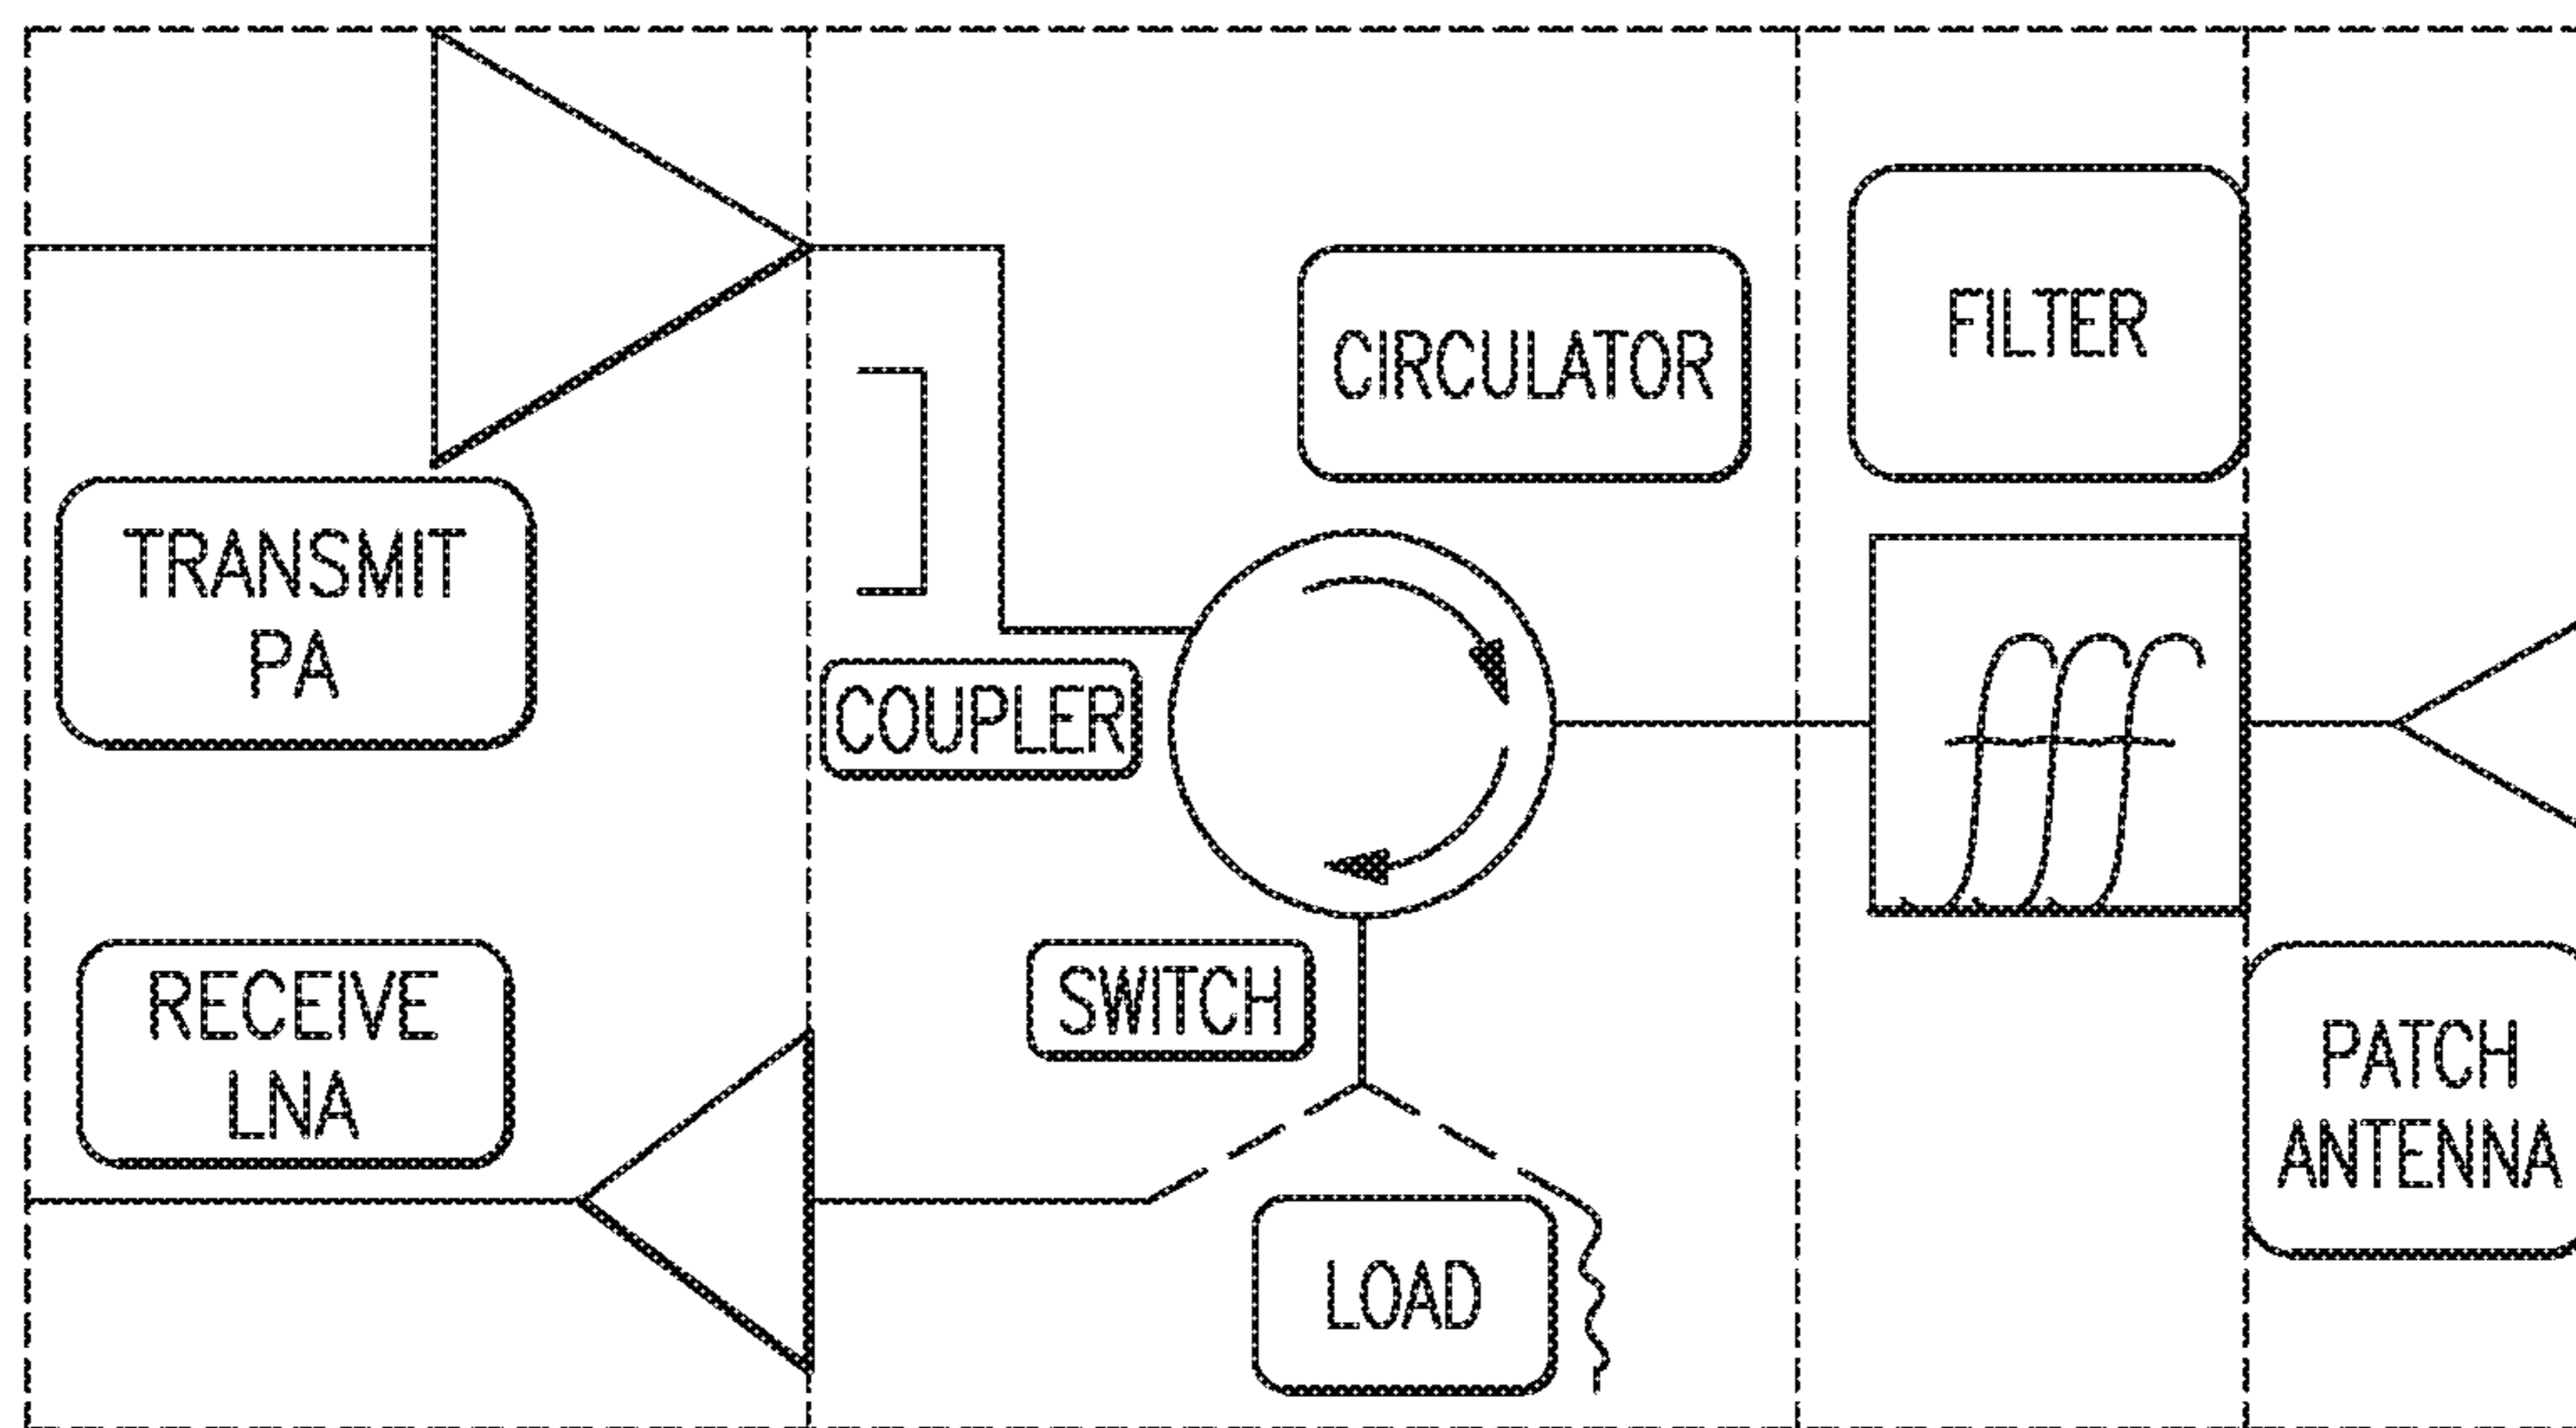 FILTER
CIRCULATOR
TRANSMIT
PA
COUPLER
RECEIVE
LNA
SWITCH
PATCH
ANTENNA
LOAD